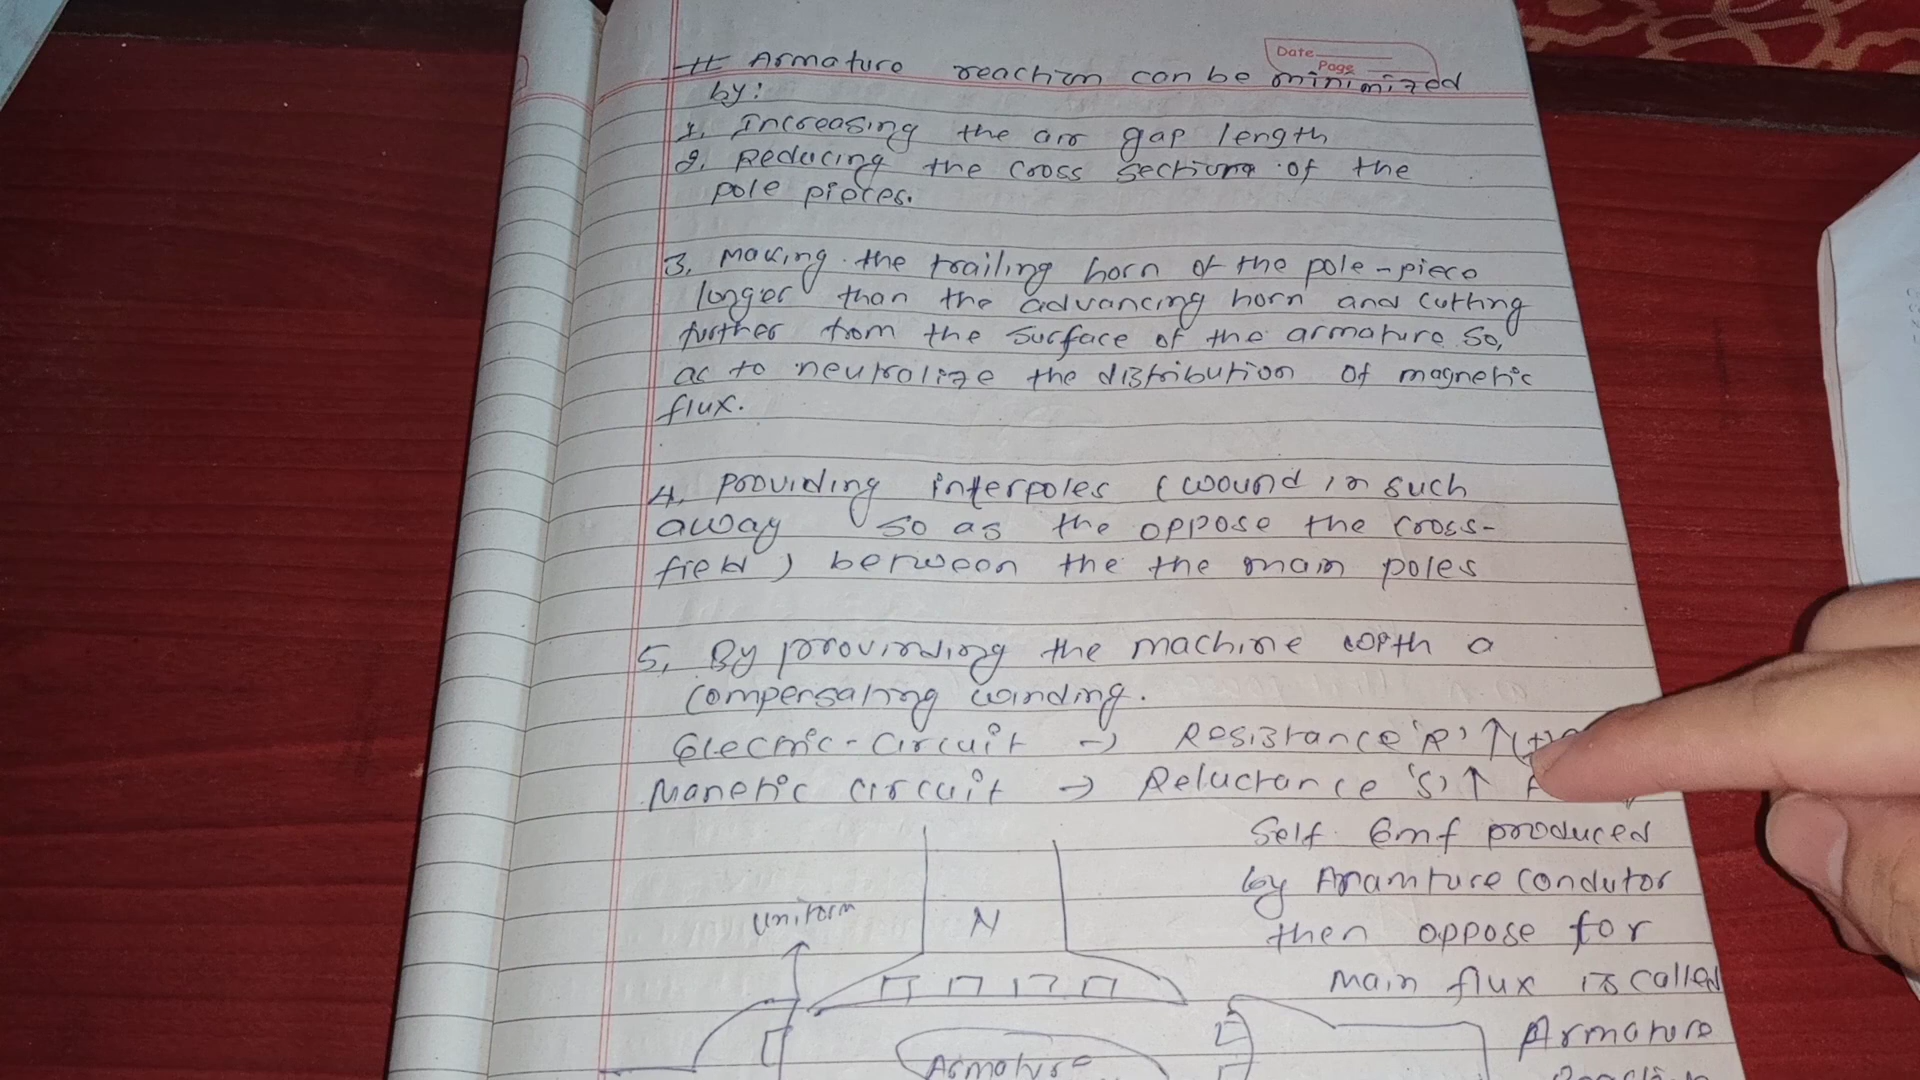 Date
Page
# Armature reaction can be minimized
by:
1. Increasing the air gap length
2. Reducing the cross section of the
pole pieces.
3. Making the trailing horn of the pole-piece
longer than the advancing horn and cutting
further from the surface of the armature so,
as to neutralize the distribution of magnetic
flux.
4. Providing interpoles (wound in such
away so as the oppose the cross-
field) between the the main poles
5. By provinding the machine with a
compensating winding.
Electric-Circuit → Resistance 'R' ↑
Manetic circuit → Reluctance 'S' ↑
Self Emf produced
by Aramture condutor
then oppose for
main flux is called
Armature
uniform
N
Armature